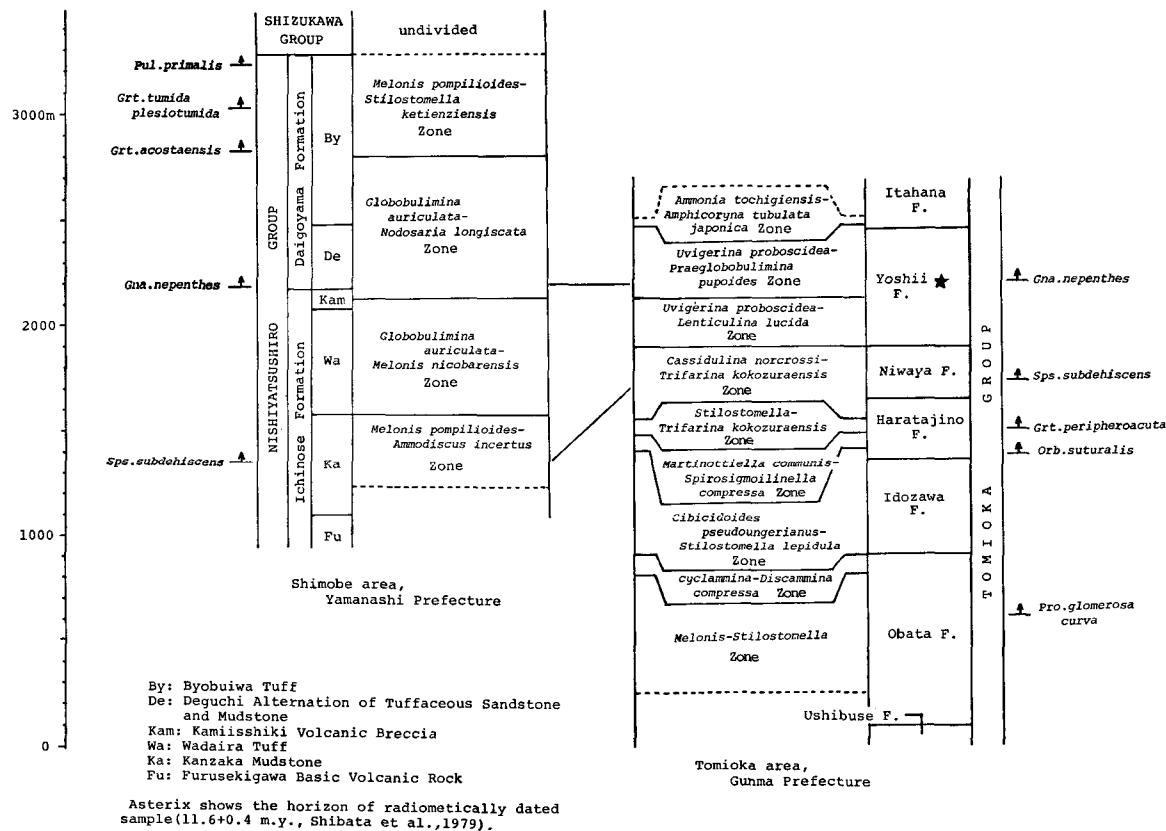 SHIZUKAWA
GROUP
undivided
Pul.primalis
Grt.tumida
plesiotumida
Grt.acostaensis
Gna.nepenthes
Sps.subdehiscens
3000m
2000
1000
0
NISHIYATSUSHIRO GROUP
Daigoyama Formation
Ichinose Formation
By
De
Kam
Wa
Ka
Fu
Melonis pompilioides-
Stilostomella
ketienziensis
Zone
Globobulimina
auriculata-
Nodosaria longiscata
Zone
Globobulimina
auriculata-
Melonis nicobarensis
Zone
Melonis pompilioides-
Ammodiscus incertus
Zone
Shimobe area,
Yamanashi Prefecture
Ammonia tochigiensis-
Amphicoryna tubulata
japonica Zone
Uvigerina proboscidea-
Praeglobobulimina
pupoides Zone
Uvigerina proboscidea-
Lenticulina lucida
Zone
Cassidulina norcrossi-
Trifarina kokozuraensis
Zone
Stilostomella-
Trifarina kokozuraensis
Zone
Martinottiella communis-
Spirosigmoilinella
compressa Zone
Cibicidoides
pseudoungerianus-
Stilostomella lepidula
Zone
cyclammina-Discammina
compressa Zone
Melonis-Stilostomella
Zone
Itahana
F.
Yoshii ★
F.
Niwaya F.
Haratajino
F.
Idozawa
F.
Obata F.
Ushibuse F.
TOMIOKA GROUP
Gna.nepenthes
Sps.subdehiscens
Grt.peripheroacuta
Orb.suturalis
Pro.glomerosa
curva
Tomioka area,
Gunma Prefecture
By: Byobuiwa Tuff
De: Deguchi Alternation of Tuffaceous Sandstone
and Mudstone
Kam: Kamiisshiki Volcanic Breccia
Wa: Wadaira Tuff
Ka: Kanzaka Mudstone
Fu: Furusekigawa Basic Volcanic Rock
Asterix shows the horizon of radiometically dated
sample(11.6+0.4 m.y., Shibata et al.,1979).